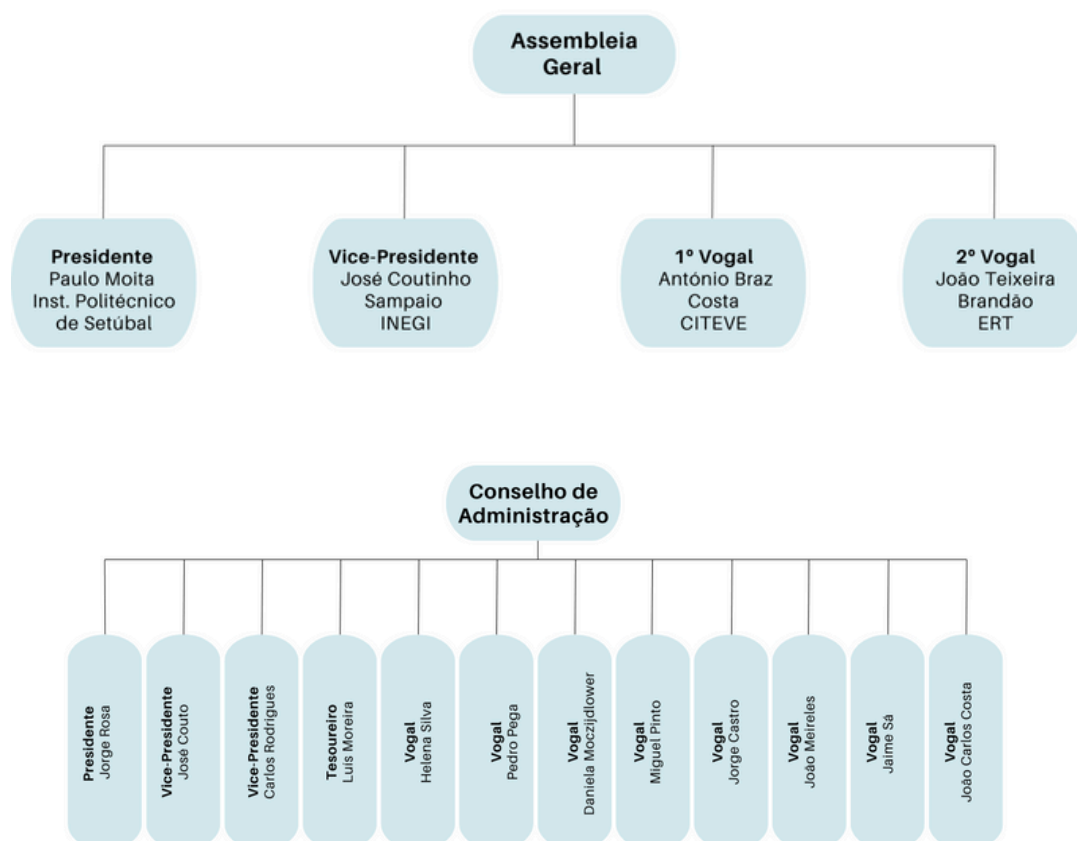 Assembleia
Geral
Presidente
Paulo Moita
Inst. Politécnico
de Setúbal
Vice-Presidente
José Coutinho
Sampaio
INEGI
1º Vogal
António Braz
Costa
CITEVE
2º Vogal
João Teixeira
Brandão
ERT
Conselho de
Administração
Presidente
Jorge Rosa
Vice-Presidente
José Couto
Vice-Presidente
Carlos Rodrigues
Tesoureiro
Luis Moreira
Vogal
Helena Silva
Vogal
Pedro Pega
Vogal
Daniela Moczijdlower
Vogal
Miguel Pinto
Vogal
Jorge Castro
Vogal
João Meireles
Vogal
Jaime Sá
Vogal
João Carlos Costa